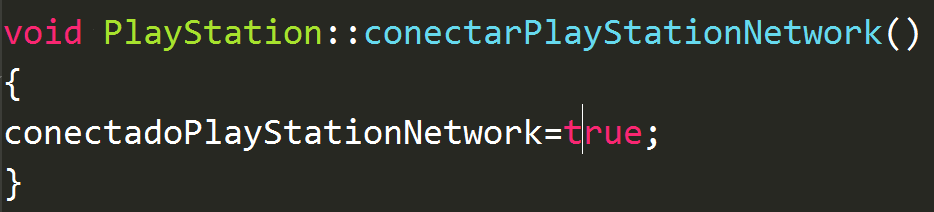 void PlayStation::conectarPlayStationNetwork()
{
conectadoPlayStationNetwork=true;
}